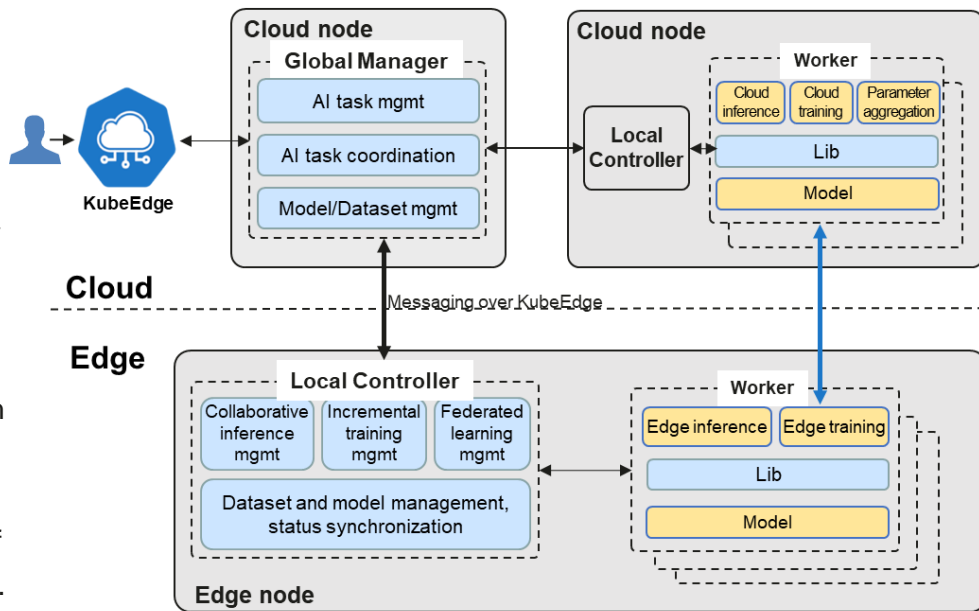 Cloud node
Global Manager
AI task mgmt
AI task coordination
Model/Dataset mgmt
KubeEdge
Cloud node
Worker
Cloud
inference
Cloud
training
Parameter
aggregation
Local
Controller
Lib
Model
Cloud
Messaging over KubeEdge
Edge
Local Controller
Collaborative
inference
mgmt
Incremental
training
mgmt
Federated
learning
mgmt
Dataset and model management,
status synchronization
Worker
Edge inference
Edge training
Lib
Model
Edge node